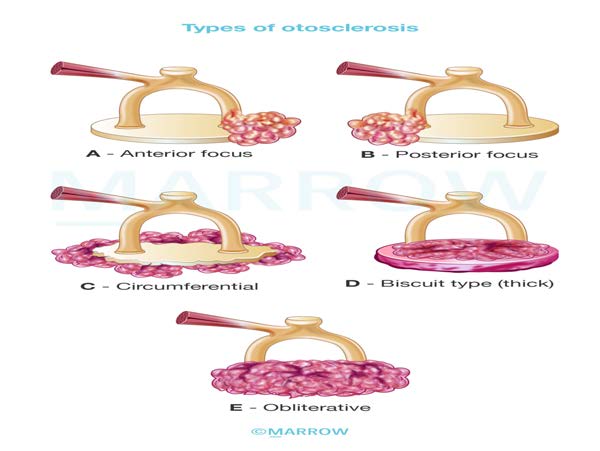 Types of otosclerosis
A - Anterior focus
B - Posterior focus
MARROW
C - Circumferential
D - Biscuit type (thick)
E - Obliterative
©MARROW